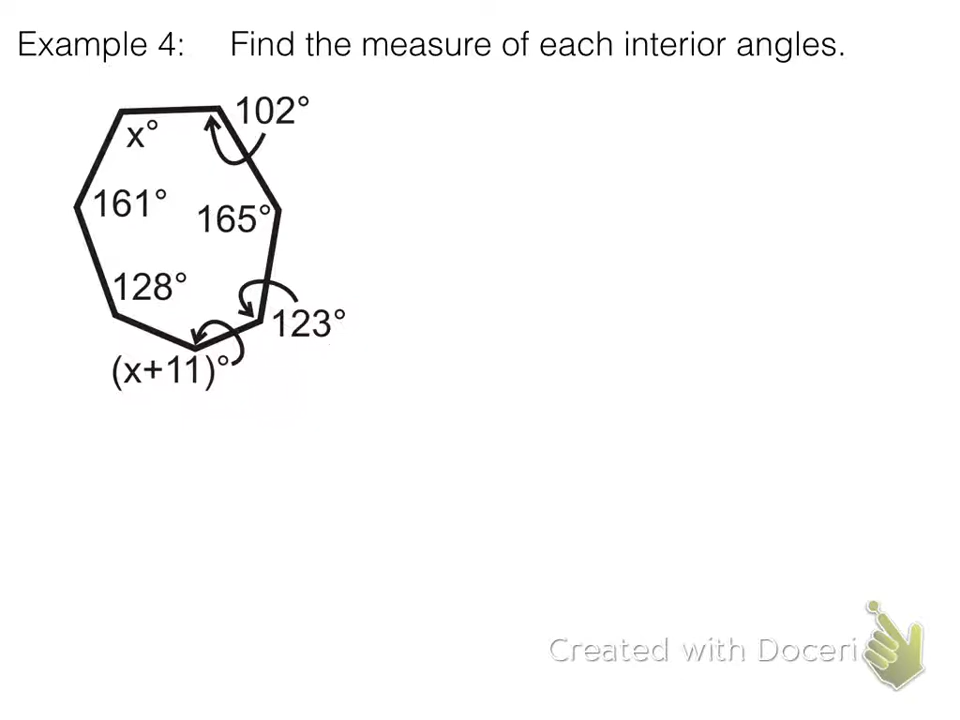 Example 4: Find the measure of each interior angles.
102°
x°
161°
165°
128°
123°
(x+11)°
Created with Doceri